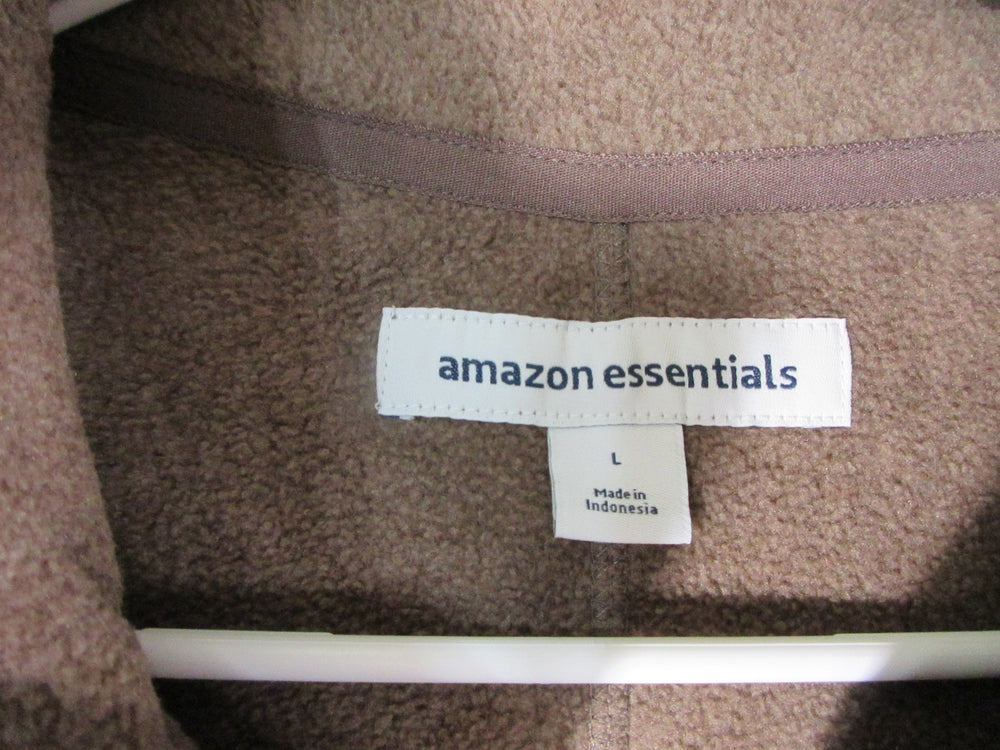 amazon essentials
L
Made in
Indonesia